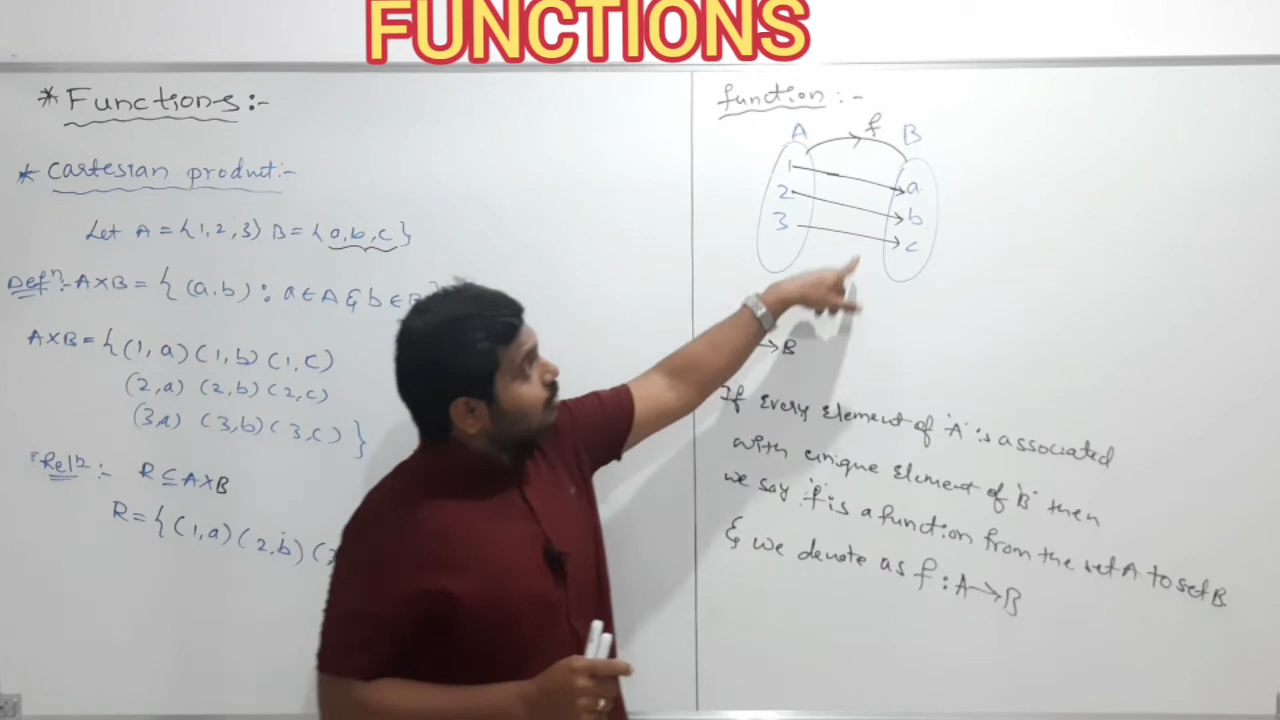 FUNCTIONS
* Functions:-
* Cartesian product:-
Let A = {1,2,3} B = {a,b,c}
Defⁿ:- A×B = { (a,b) : a ∈ A & b ∈ B }
A×B = { (1,a) (1,b) (1,c)
(2,a) (2,b) (2,c)
(3,a) (3,b) (3,c) }
Relⁿ:- R ⊆ A×B
R = { (1,a) (2,b) (3,
function :-
f
A B
1 a
2 b
3 c
→B
If every element of 'A' is associated
with unique element of 'B' then
we say 'f' is a function from the set A to set B
& we denote as f : A→B